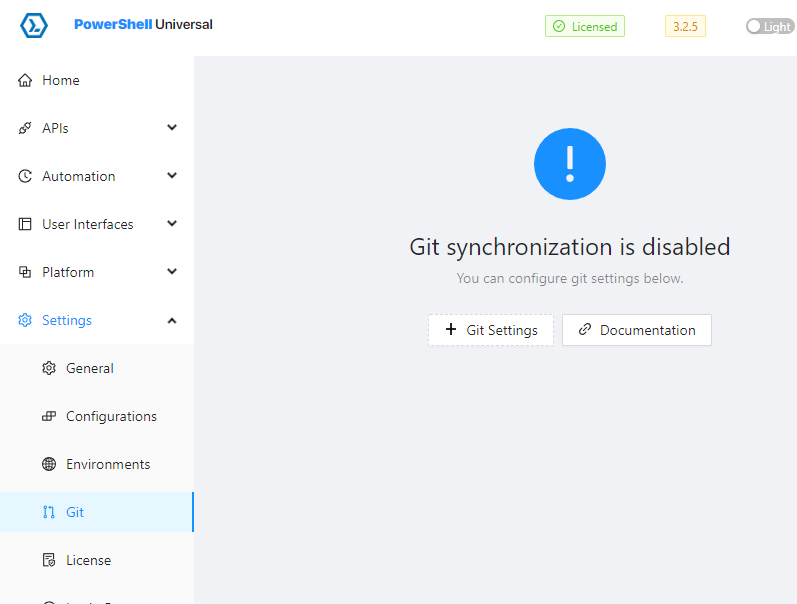 PowerShell Universal
Licensed
3.2.5
Light
Home
APIs
Automation
User Interfaces
Platform
Settings
General
Configurations
Environments
Git
License
Git synchronization is disabled
You can configure git settings below.
Git Settings
Documentation